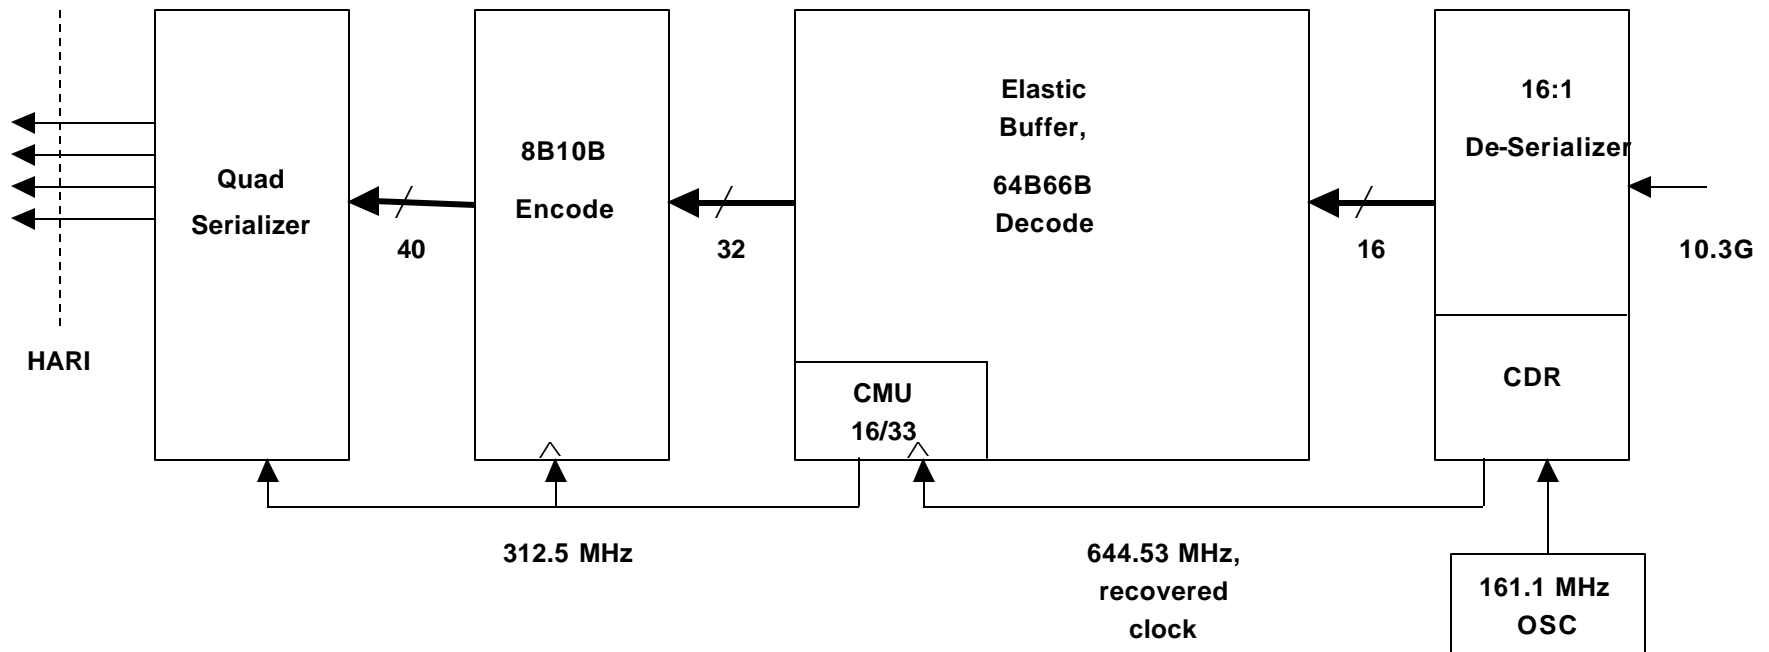 Elastic
Buffer,
64B66B
Decode
16:1
De-Serializer
8B10B
Encode
Quad
Serializer
40
32
16
10.3G
HARI
CMU
16/33
CDR
312.5 MHz
644.53 MHz,
recovered
clock
161.1 MHz
OSC